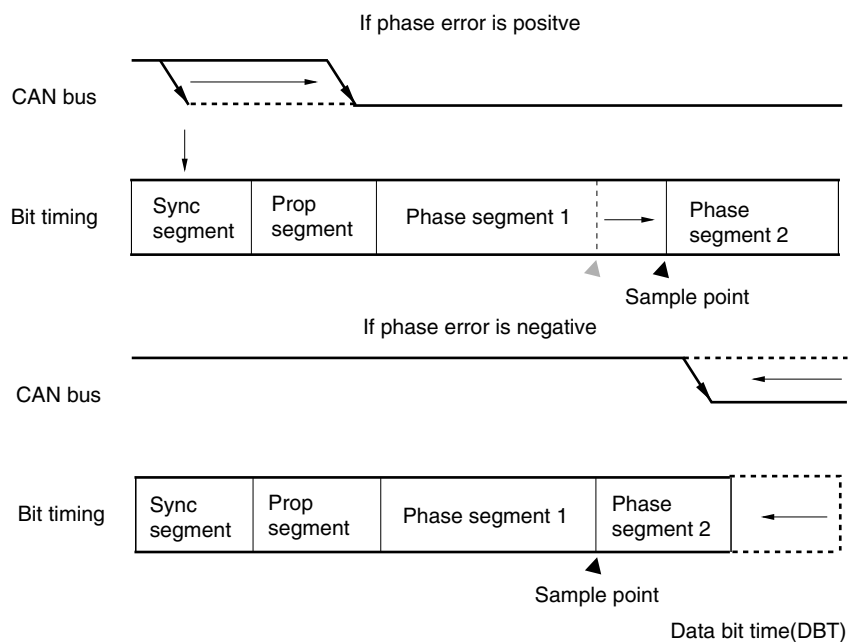 If phase error is positve
CAN bus
Bit timing
Sync segment
Prop segment
Phase segment 1
Phase segment 2
Sample point
If phase error is negative
CAN bus
Bit timing
Sync segment
Prop segment
Phase segment 1
Phase segment 2
Sample point
Data bit time(DBT)